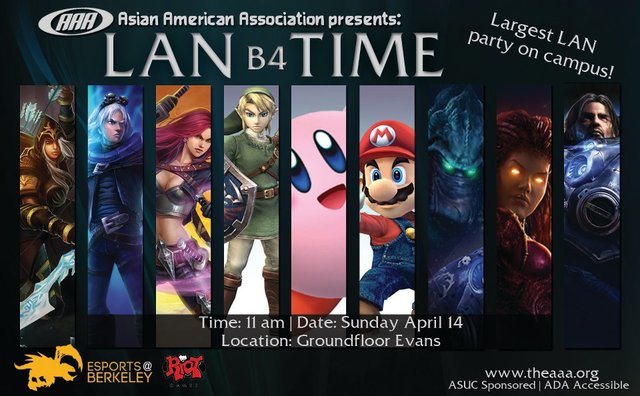 AAA
Asian American Association presents:
LAN B4 TIME
Largest LAN
party on campus!
M
Time: 11 am | Date: Sunday April 14
Location: Groundfloor Evans
ESPORTS@
BERKELEY
RIOT
GAMES
www.theaaa.org
ASUC Sponsored | ADA Accessible